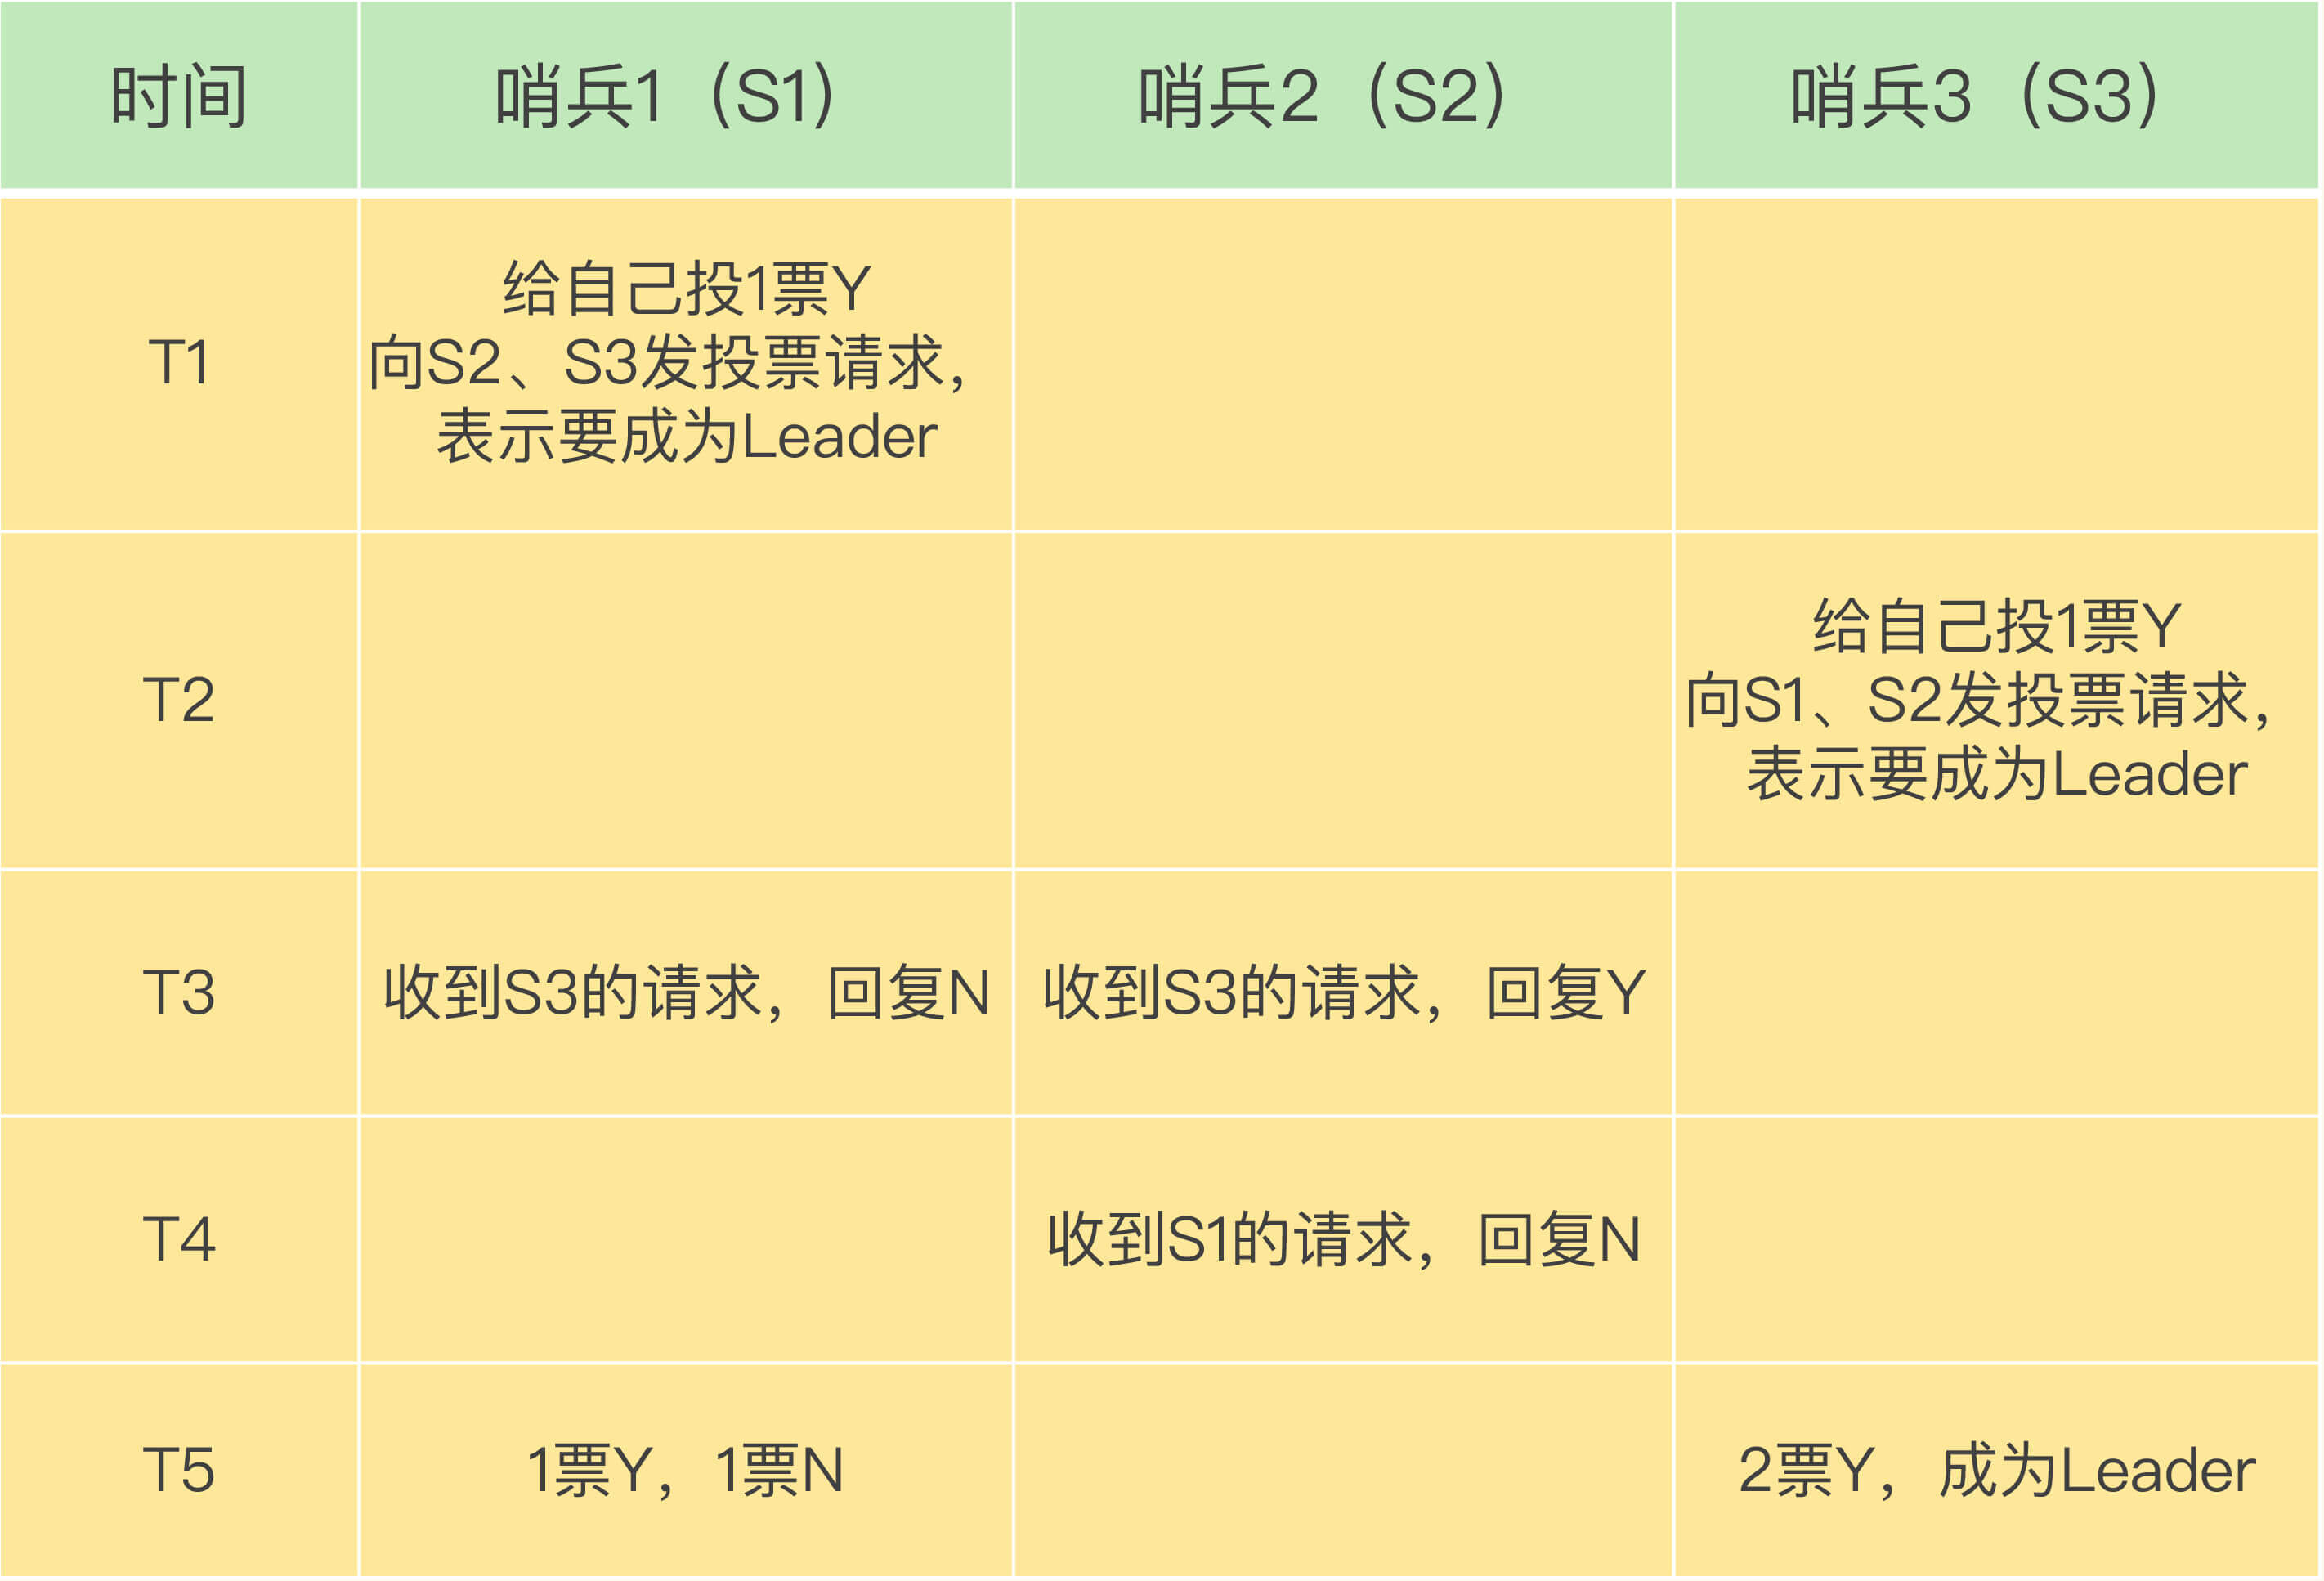 时间
哨兵1（S1）
哨兵2（S2）
哨兵3（S3）
T1
给自己投1票Y
向S2、S3发投票请求，
表示要成为Leader
T2
给自己投1票Y
向S1、S2发投票请求，
表示要成为Leader
T3
收到S3的请求，回复N
收到S3的请求，回复Y
T4
收到S1的请求，回复N
T5
1票Y，1票N
2票Y，成为Leader